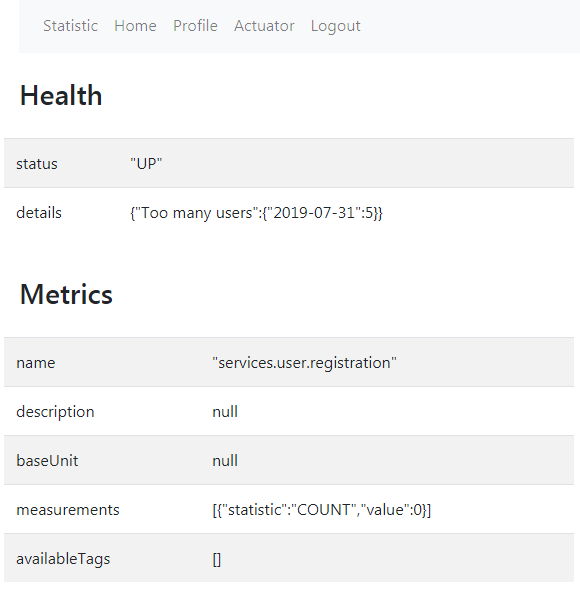 Statistic Home Profile Actuator Logout
Health
status "UP"
details {"Too many users":{"2019-07-31":5}}
Metrics
name "services.user.registration"
description null
baseUnit null
measurements [{"statistic":"COUNT","value":0}]
availableTags []